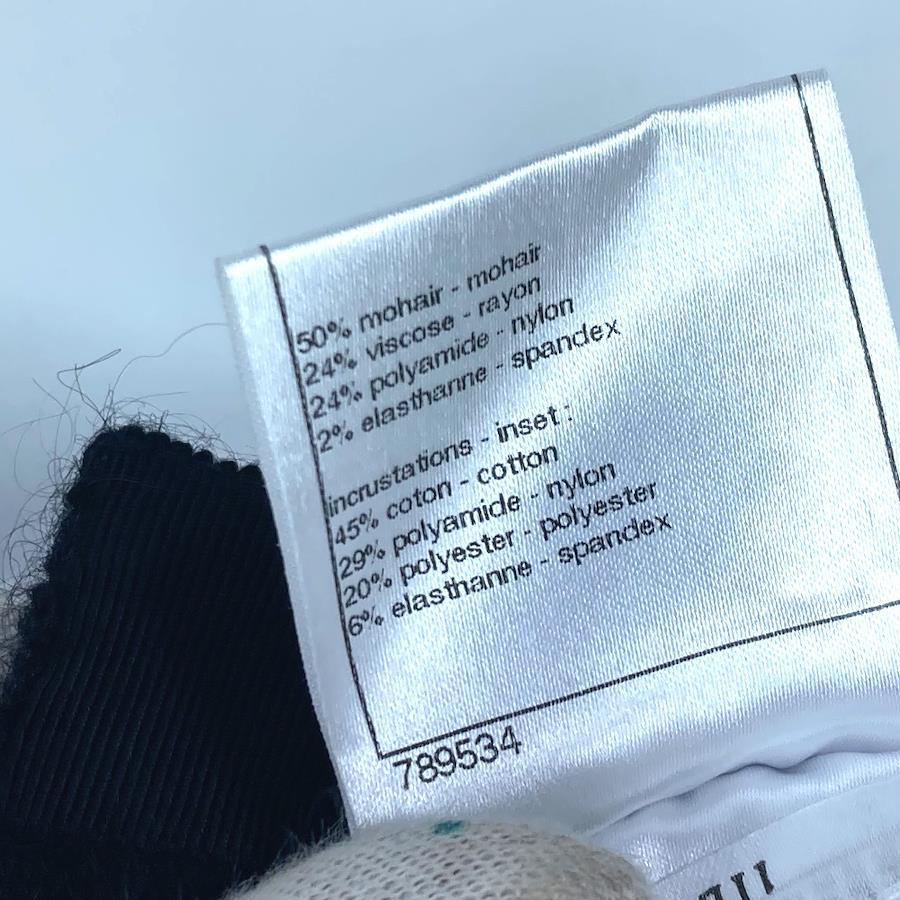 50% mohair - mohair
24% viscose - rayon
24% polyamide - nylon
2% elasthanne - spandex
incrustations - inset :
45% coton - cotton
29% polyamide - nylon
20% polyester - polyester
6% elasthanne - spandex
789534